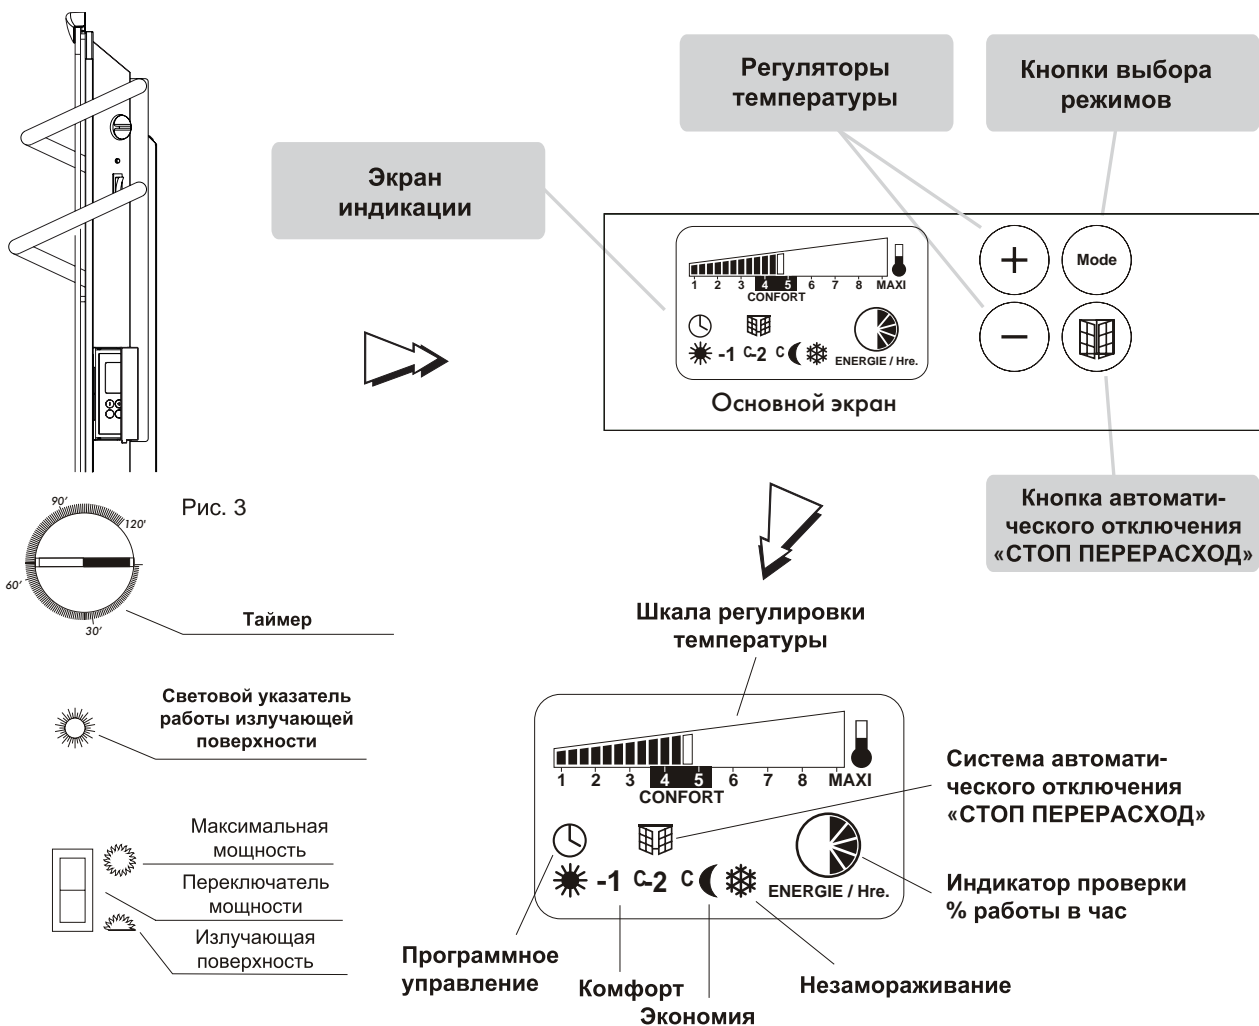 Регуляторы
температуры
Кнопки выбора
режимов
Экран
индикации
1 2 3 4 5 6 7 8 MAXI
CONFORT
-1 C-2 C
ENERGIE / Hre.
Основной экран
+
Mode
−
Кнопка автомати-
ческого отключения
«СТОП ПЕРЕРАСХОД»
Рис. 3
90'
120'
60'
30'
Таймер
Световой указатель
работы излучающей
поверхности
Максимальная
мощность
Переключатель
мощности
Излучающая
поверхность
Шкала регулировки
температуры
1 2 3 4 5 6 7 8 MAXI
CONFORT
-1 C-2 C
ENERGIE / Hre.
Система автомати-
ческого отключения
«СТОП ПЕРЕРАСХОД»
Индикатор проверки
% работы в час
Программное
управление
Комфорт
Экономия
Незамораживание